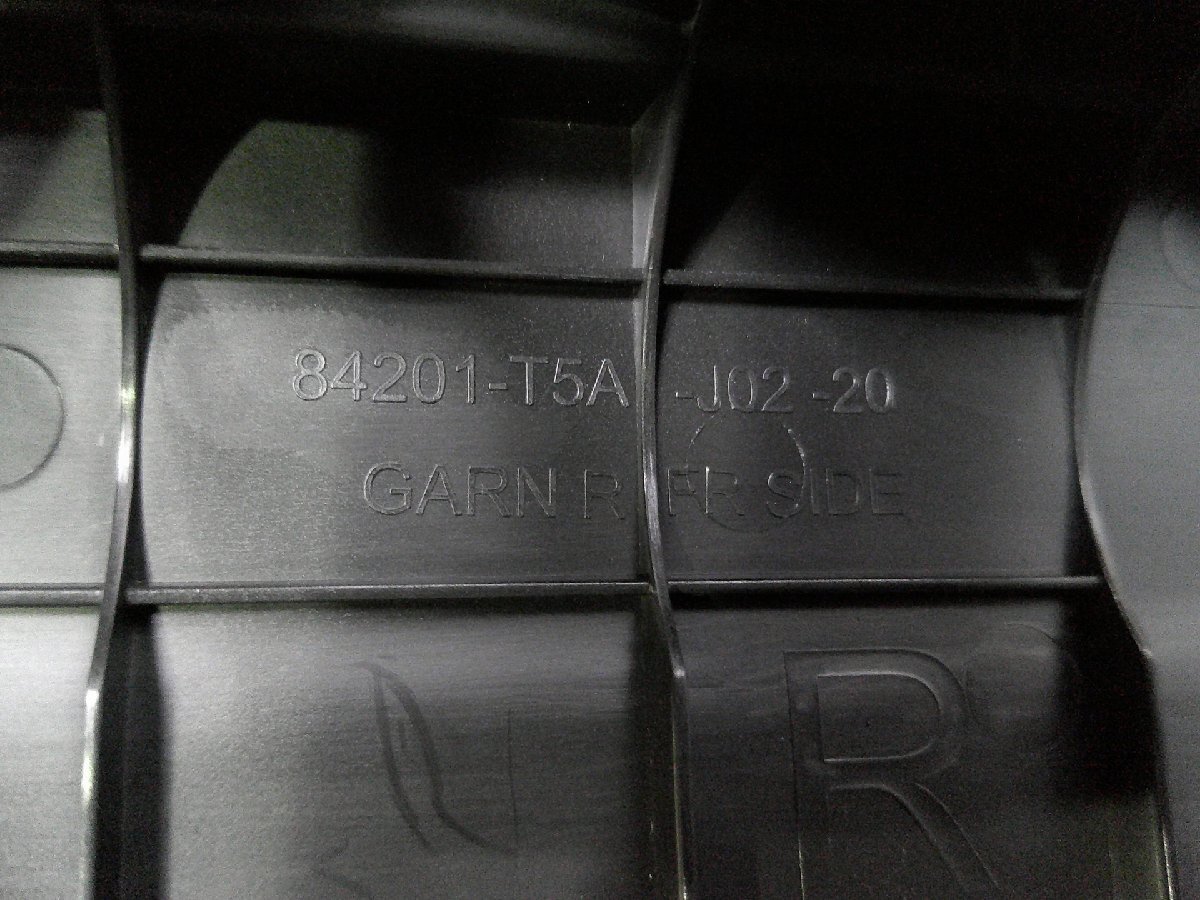 84201-T5A -J02 -20
GARN R FR SIDE
R